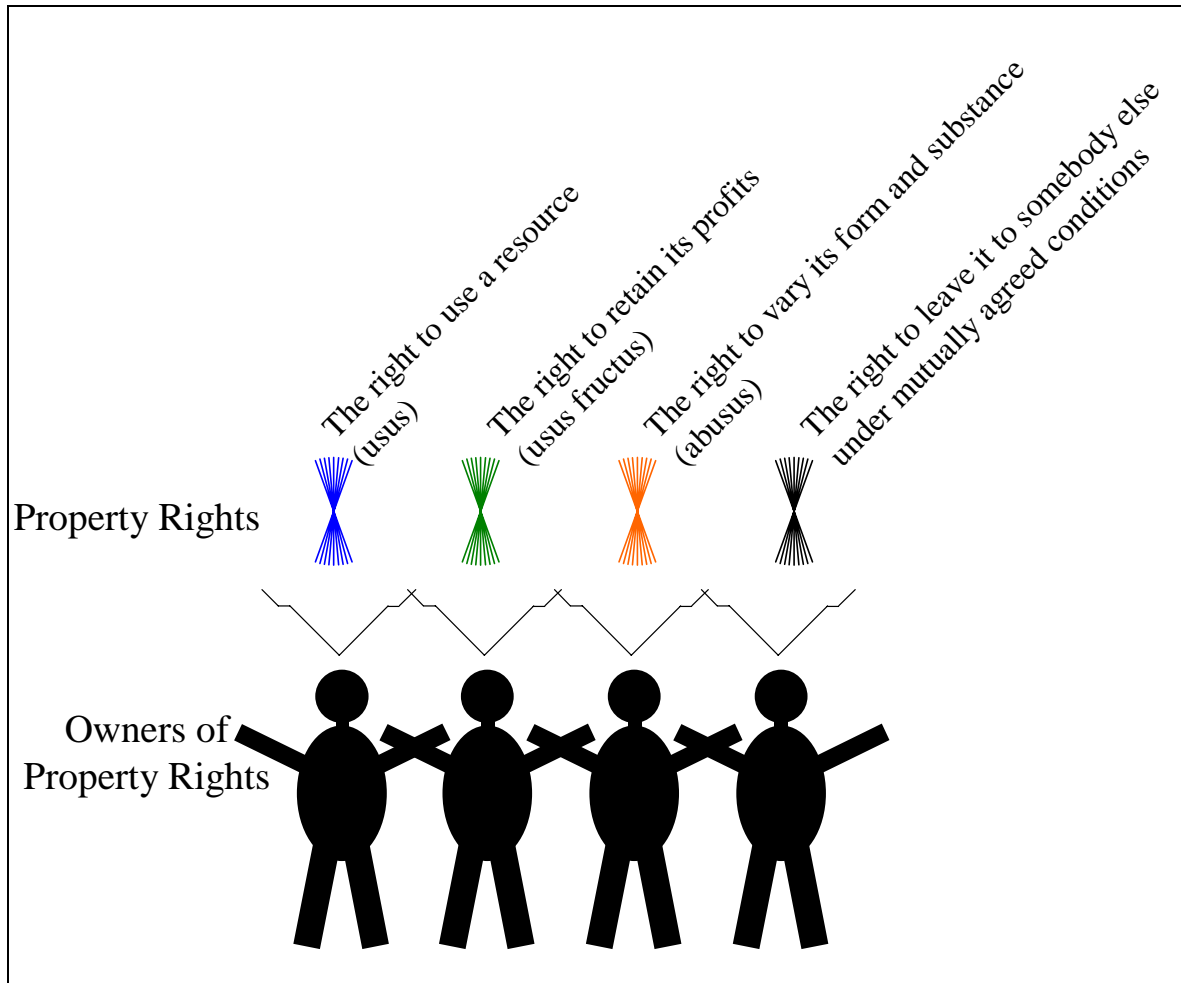 The right to use a resource
(usus)
The right to retain its profits
(usus fructus)
The right to vary its form and substance
(abusus)
The right to leave it to somebody else
under mutually agreed conditions
Property Rights
Owners of
Property Rights